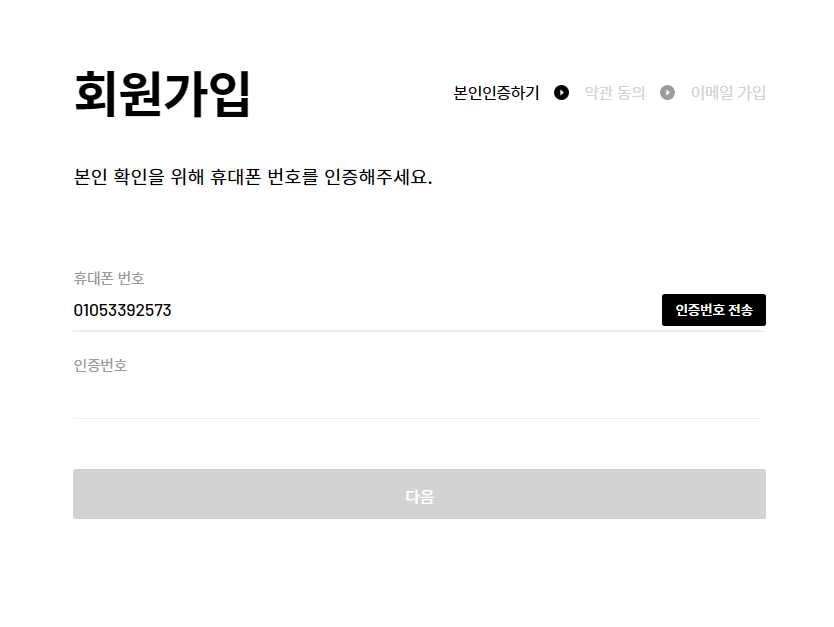 회원가입
본인인증하기 약관 동의 이메일 가입
본인 확인을 위해 휴대폰 번호를 인증해주세요.
휴대폰 번호
01053392573 인증번호 전송
인증번호
다음